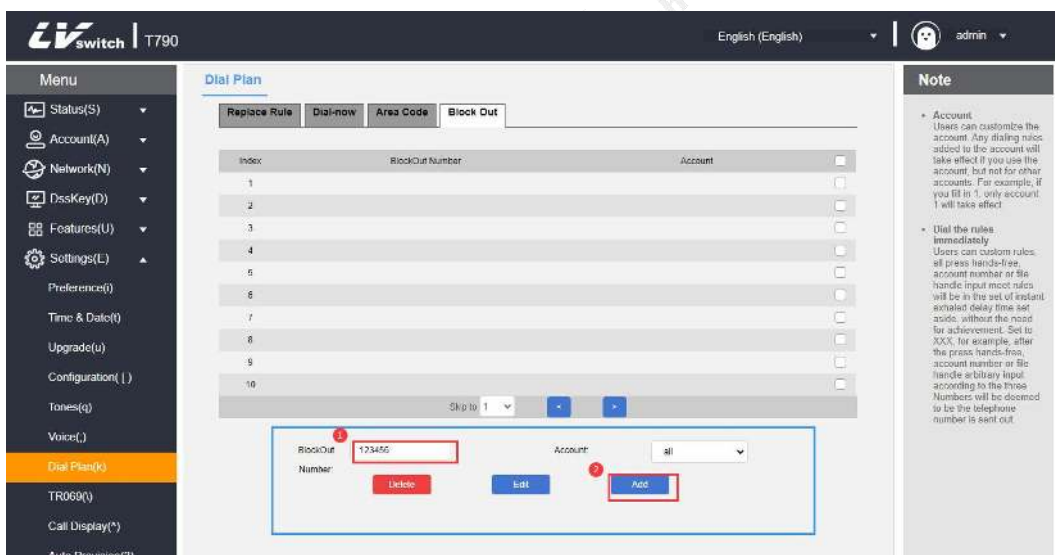 LVswitch | T790
English (English)
admin
Menu
Status(S)
Account(A)
Network(N)
DssKey(D)
Features(U)
Settings(E)
Preference(i)
Time & Date(t)
Upgrade(u)
Configuration( [ )
Tones(q)
Voice(,)
Dial Plan(k)
TR069(\)
Call Display(^)
Dial Plan
Replace Rule
Dial-now
Area Code
Block Out
Index BlockOut Number Account
1
2
3
4
5
6
7
8
9
10
Skip to 1 < >
1
BlockOut 123456 Account: all
Number:
2
Delete Edit Add
Note
Account
Users can customize the
account. Any dialing rules
added to the account will
take effect if you use the
account, but not for other
accounts. For example, if
you fill in 1, only account
1 will take effect
Dial the rules
immediately
Users can custom rules,
all press hands-free,
account number or file
handle input meet rules
will be in the set of instant
exhaled delay time set
aside, without the need
for achievement. Set to
XXX, for example, after
the press hands-free,
account number or file
handle arbitrary input
according to the three
Numbers will be deemed
to be the telephone
number is sent out